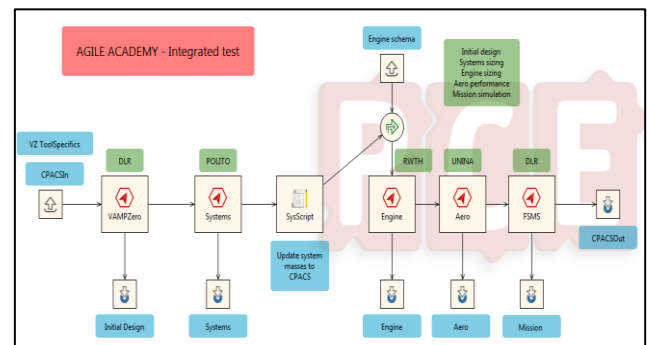 AGILE ACADEMY - Integrated test
Engine schema
Initial design
Systems sizing
Engine sizing
Aero performance
Mission simulation
VZ ToolSpecifics
CPACSIn
DLR
POLITO
RWTH
UNINA
DLR
VAMPZero
Systems
SysScript
Engine
Aero
FSMS
CPACSOut
Update system
masses to
CPACS
Initial Design
Systems
Engine
Aero
Mission
PCE